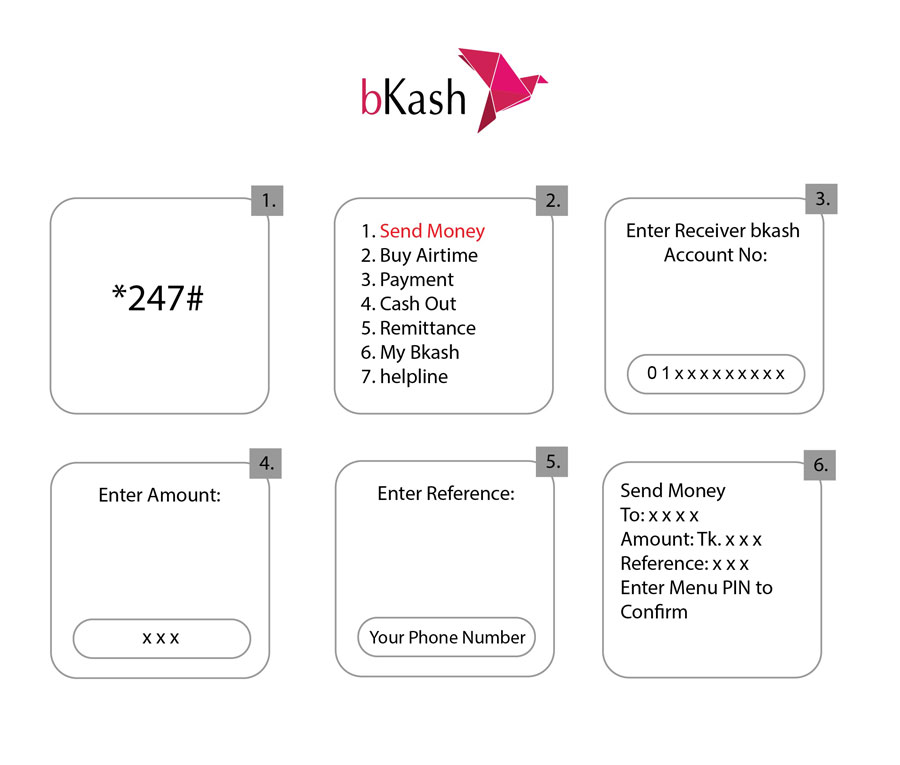 bKash
1.
*247#
2.
1. Send Money
2. Buy Airtime
3. Payment
4. Cash Out
5. Remittance
6. My Bkash
7. helpline
3.
Enter Receiver bkash
Account No:
0 1 x x x x x x x x x
4.
Enter Amount:
x x x
5.
Enter Reference:
Your Phone Number
6.
Send Money
To: x x x x
Amount: Tk. x x x
Reference: x x x
Enter Menu PIN to
Confirm